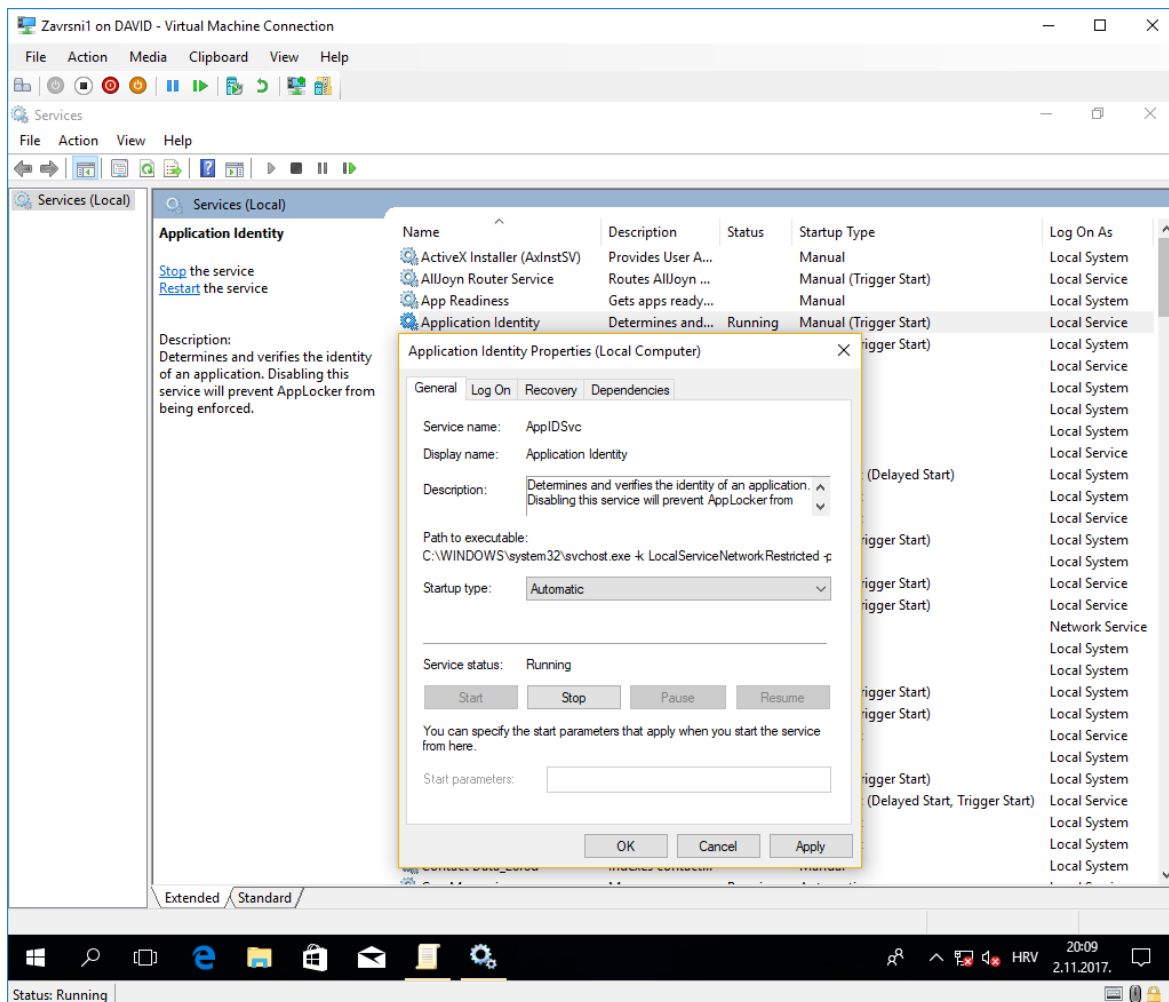 Zavrsni1 on DAVID - Virtual Machine Connection
File Action Media Clipboard View Help
Services
File Action View Help
Services (Local)
Services (Local)
Application Identity
Stop the service
Restart the service
Description:
Determines and verifies the identity
of an application. Disabling this
service will prevent AppLocker from
being enforced.
Name Description Status Startup Type Log On As
ActiveX Installer (AxInstSV) Provides User A... Manual Local System
AllJoyn Router Service Routes AllJoyn ... Manual (Trigger Start) Local Service
App Readiness Gets apps ready... Manual Local System
Application Identity Determines and... Running Manual (Trigger Start) Local Service
rigger Start) Local System
Local Service
Local System
Local System
Local System
Local Service
(Delayed Start) Local System
Local System
Local Service
rigger Start) Local System
Local System
rigger Start) Local Service
rigger Start) Local Service
Network Service
Local System
Local System
rigger Start) Local System
rigger Start) Local System
Local Service
Local System
rigger Start) Local System
(Delayed Start, Trigger Start) Local Service
Local System
Local System
Local System
Application Identity Properties (Local Computer)
General Log On Recovery Dependencies
Service name: AppIDSvc
Display name: Application Identity
Description: Determines and verifies the identity of an application.
Disabling this service will prevent AppLocker from
Path to executable:
C:\WINDOWS\system32\svchost.exe -k LocalServiceNetworkRestricted -p
Startup type: Automatic
Service status: Running
Start Stop Pause Resume
You can specify the start parameters that apply when you start the service
from here.
Start parameters:
OK Cancel Apply
Extended Standard
HRV
20:09
2.11.2017.
Status: Running